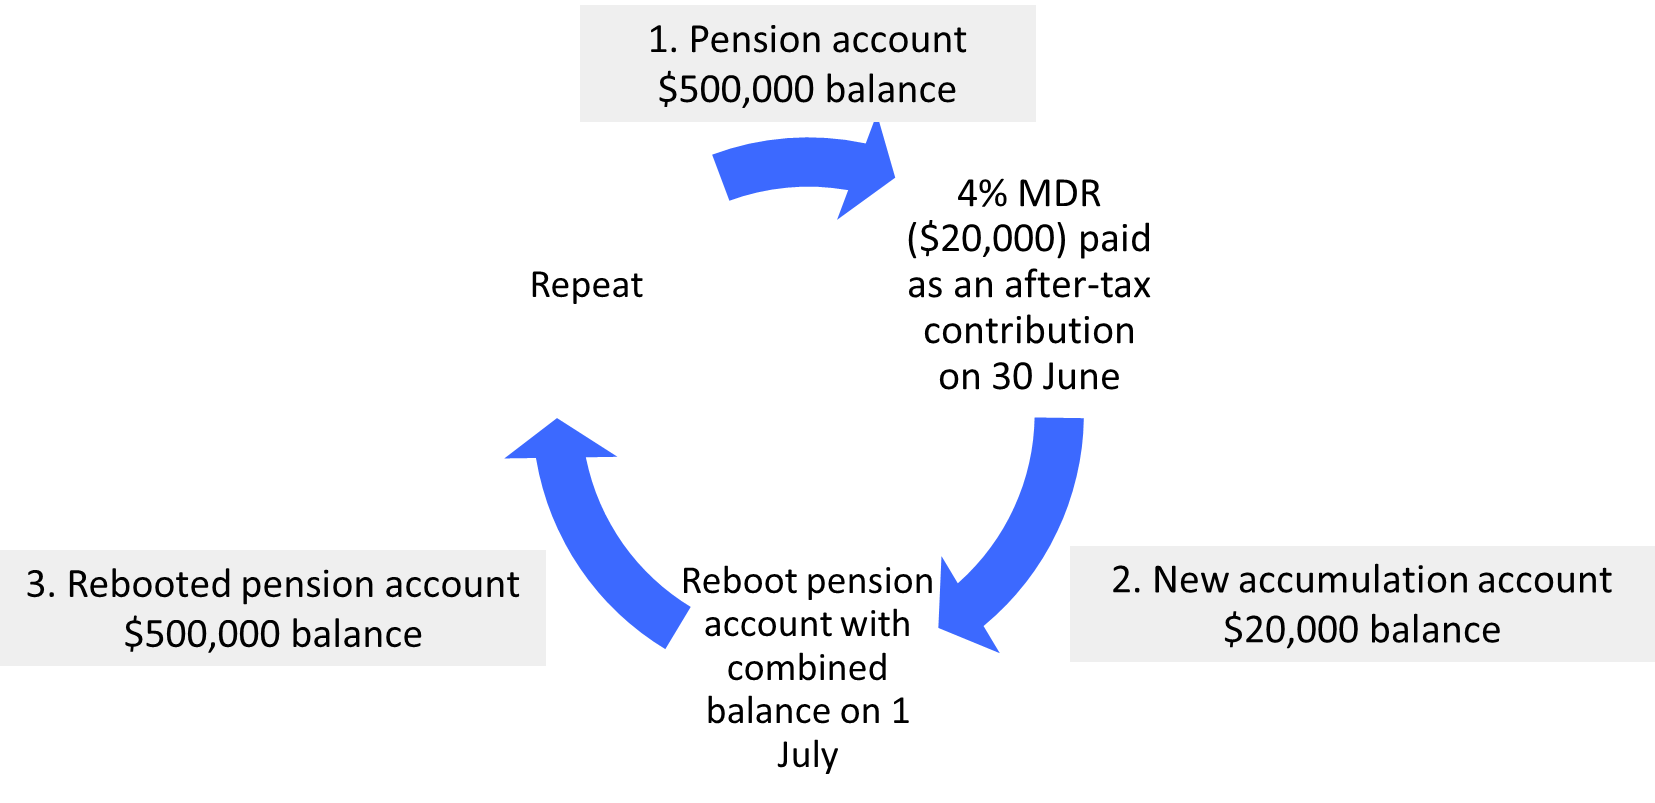 1. Pension account
$500,000 balance
4% MDR
($20,000) paid
as an after-tax
contribution
on 30 June
2. New accumulation account
$20,000 balance
Reboot pension
account with
combined
balance on 1
July
3. Rebooted pension account
$500,000 balance
Repeat